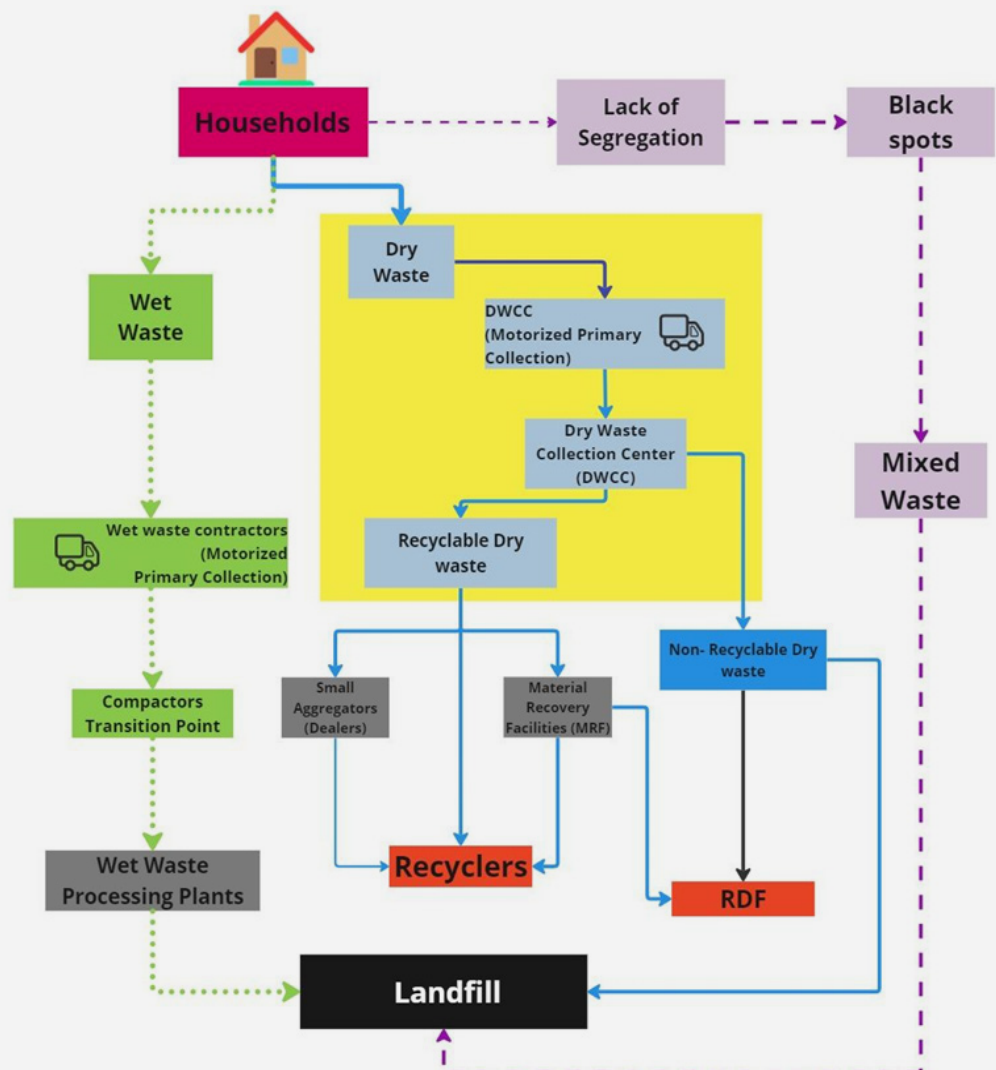 Households
Lack of
Segregation
Black
spots
Dry
Waste
Wet
Waste
DWCC
(Motorized Primary
Collection)
Dry Waste
Collection Center
(DWCC)
Mixed
Waste
Wet waste contractors
(Motorized
Primary Collection)
Recyclable Dry
waste
Non- Recyclable Dry
waste
Compactors
Transition Point
Small
Aggregators
(Dealers)
Material
Recovery
Facilities (MRF)
Wet Waste
Processing Plants
Recyclers
RDF
Landfill